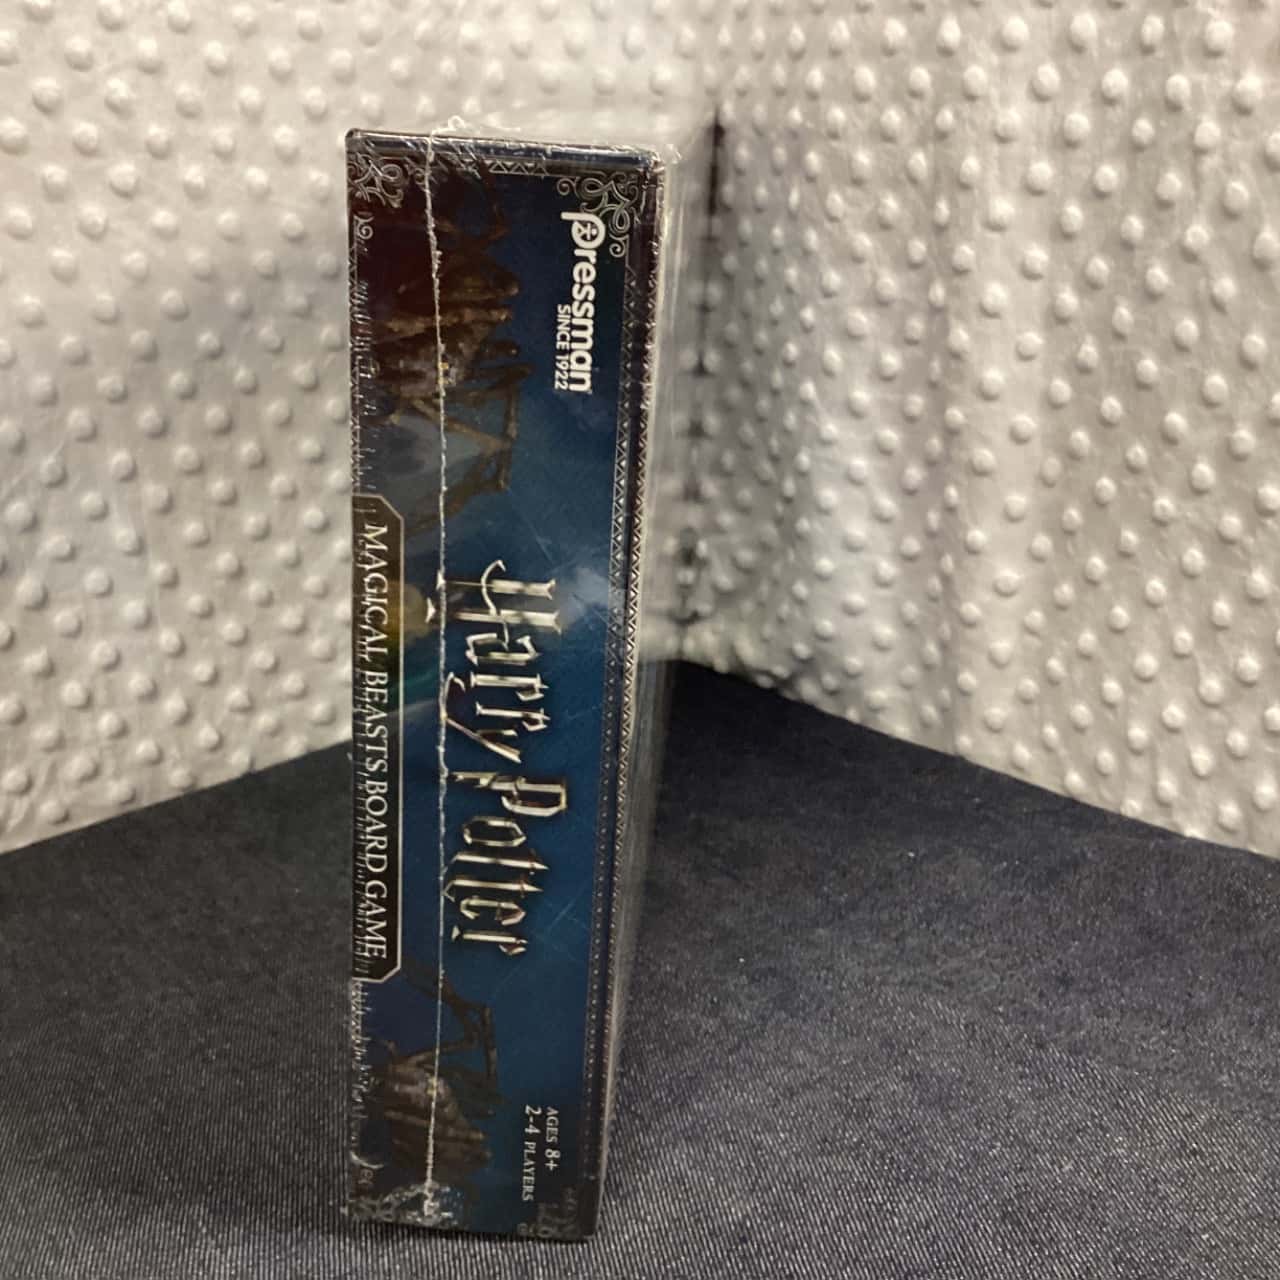 Pressman
SINCE 1922
Harry Potter
MAGICAL BEASTS BOARD GAME
AGES 8+
2-4 PLAYERS